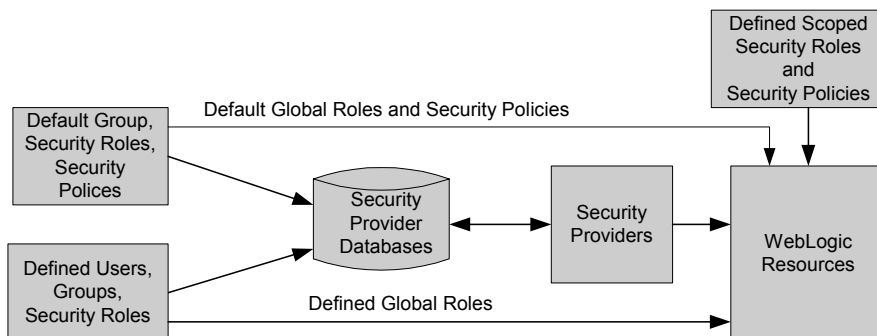 Defined Scoped
Security Roles
and
Security Policies
Default Global Roles and Security Policies
Default Group,
Security Roles,
Security
Polices
Security
Provider
Databases
Security
Providers
WebLogic
Resources
Defined Users,
Groups,
Security Roles
Defined Global Roles